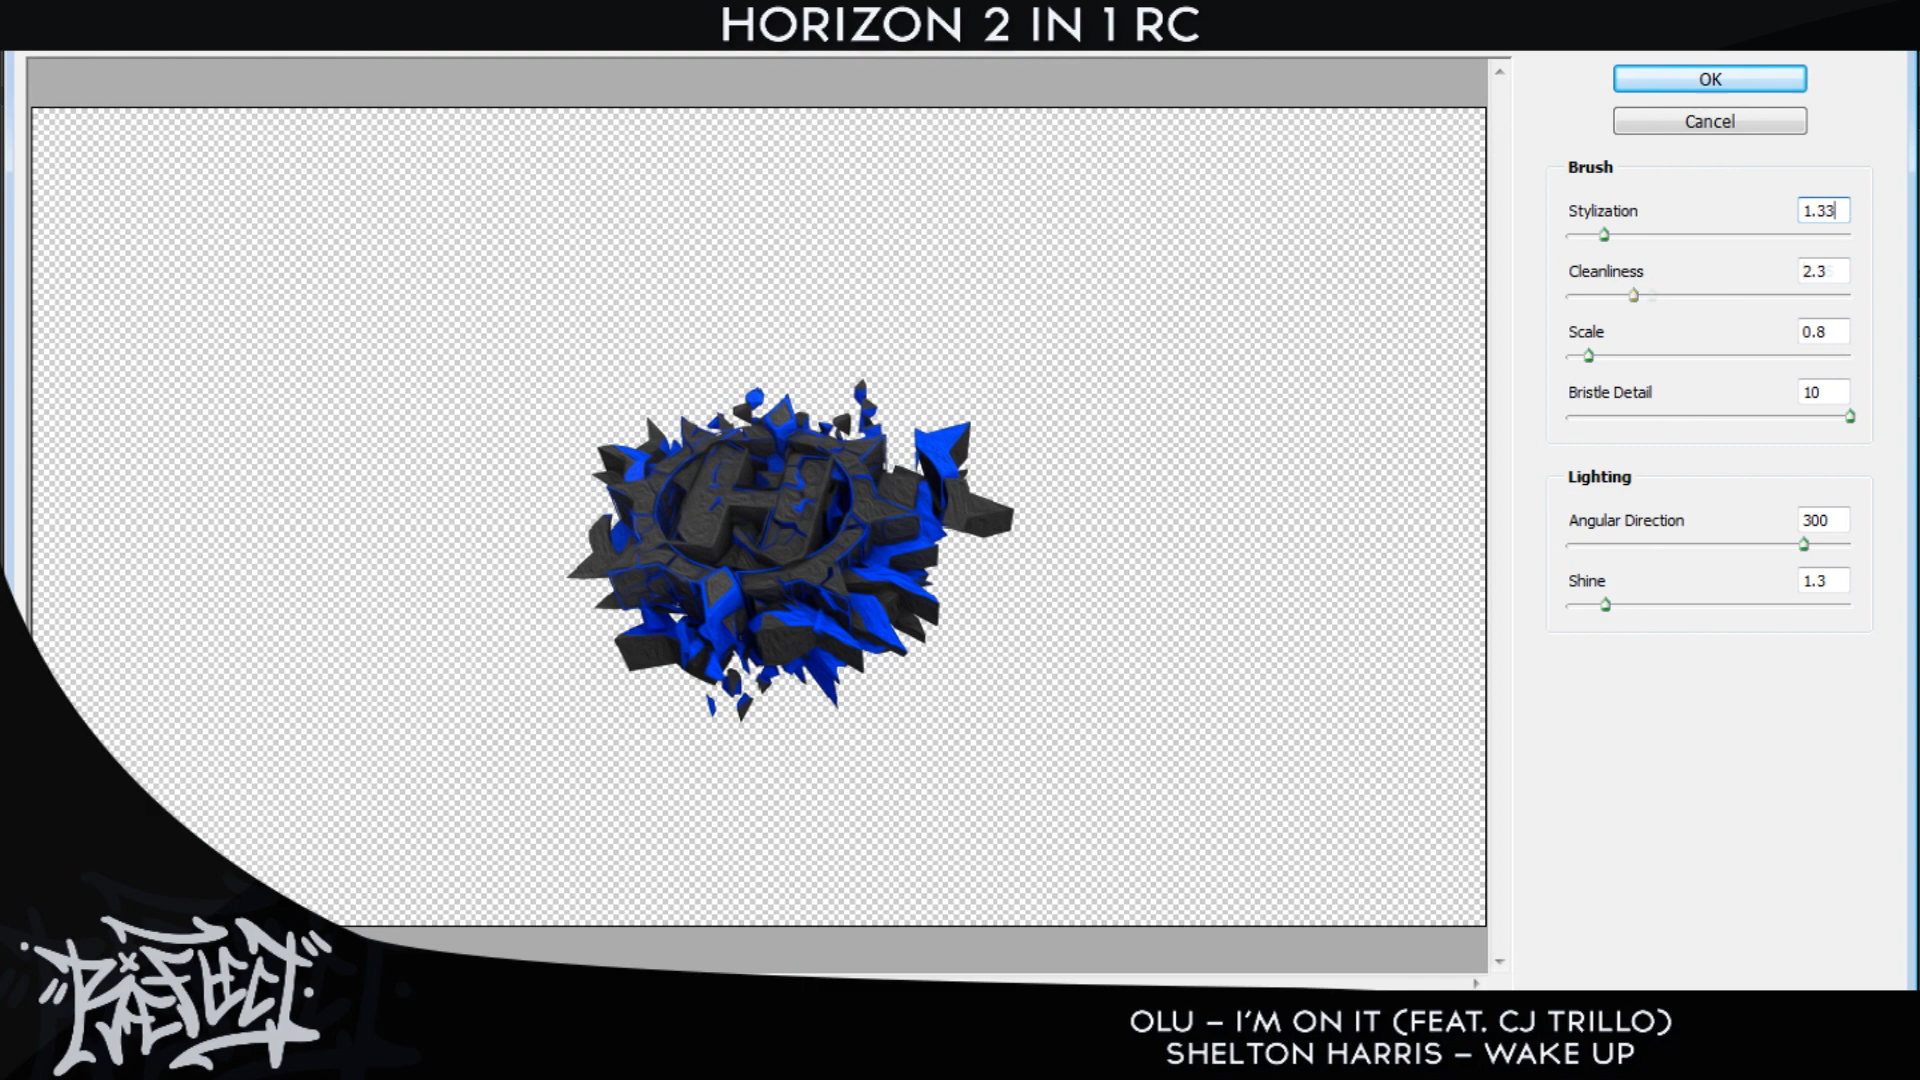 HORIZON 2 IN 1 RC
OK
Cancel
Brush
Stylization
1.33
Cleanliness
2.3
Scale
0.8
Bristle Detail
10
Lighting
Angular Direction
300
Shine
1.3
H
REFLECT
OLU – I'M ON IT (FEAT. CJ TRILLO)
SHELTON HARRIS – WAKE UP